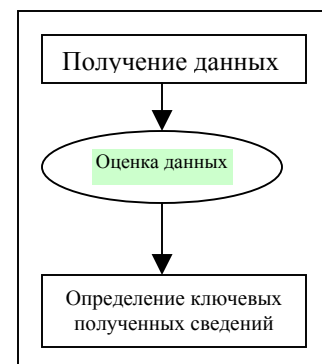 Получение данных
Оценка данных
Определение ключевых
полученных сведений